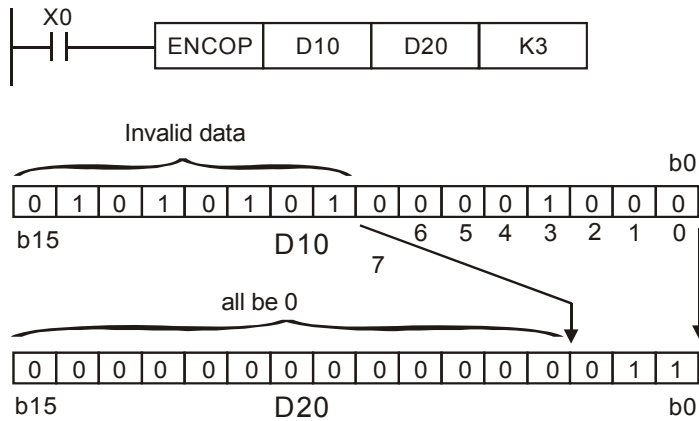 X0
ENCOP D10 D20 K3
Invalid data
b0
0 1 0 1 0 1 0 1 0 0 0 0 1 0 0 0
b15 D10 7 6 5 4 3 2 1 0
all be 0
0 0 0 0 0 0 0 0 0 0 0 0 0 0 1 1
b15 D20 b0